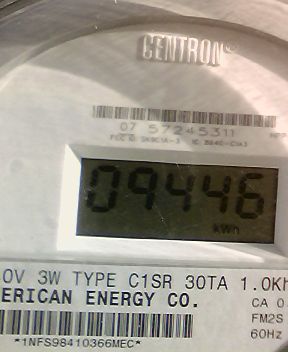 CENTRON®
07 57245311
09446
kWh
0V 3W TYPE C1SR 30TA 1.0Kh
ERICAN ENERGY CO.
CA 0.
FM2S
60Hz
*1NFS98410366MEC*